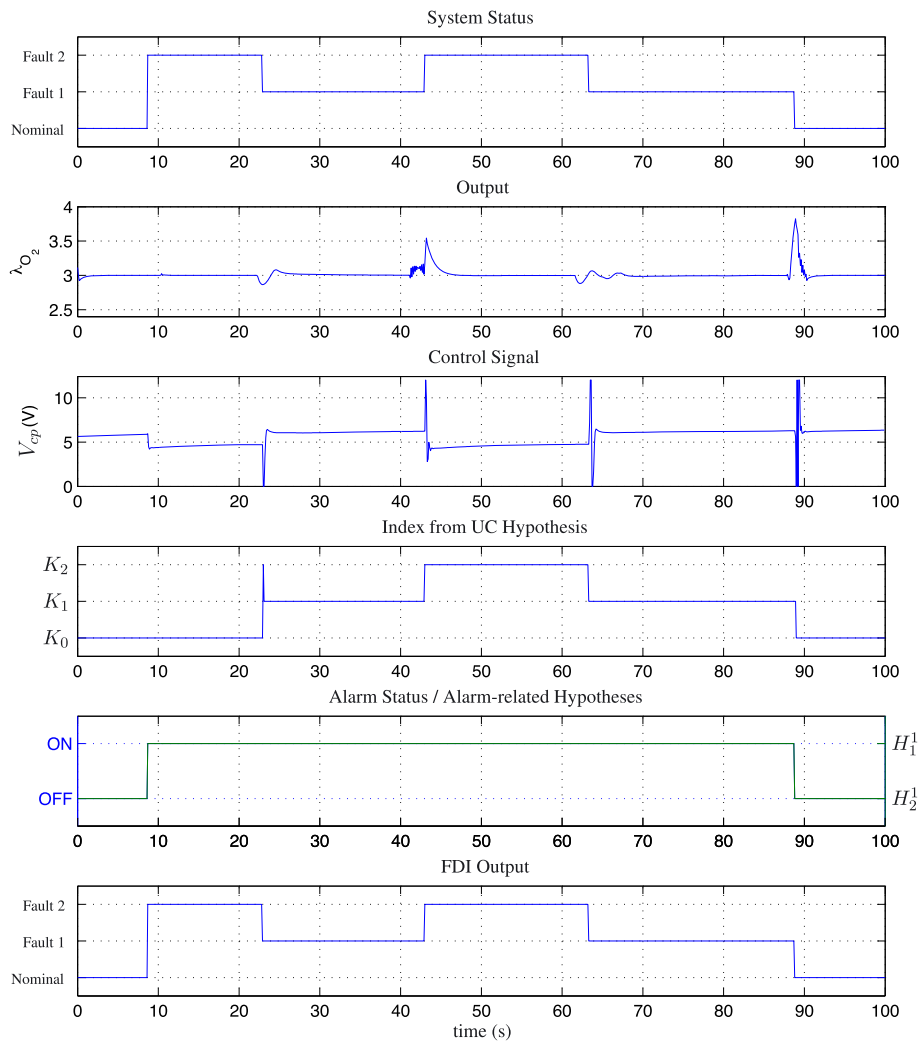 System Status
Fault 2
Fault 1
Nominal
0 10 20 30 40 50 60 70 80 90 100
Output
4
3.5
3
2.5
λO2
0 10 20 30 40 50 60 70 80 90 100
Control Signal
10
5
0
Vcp(V)
0 10 20 30 40 50 60 70 80 90 100
Index from UC Hypothesis
K2
K1
K0
0 10 20 30 40 50 60 70 80 90 100
Alarm Status / Alarm-related Hypotheses
ON H₁¹
OFF H₂¹
0 10 20 30 40 50 60 70 80 90 100
FDI Output
Fault 2
Fault 1
Nominal
0 10 20 30 40 50 60 70 80 90 100
time (s)